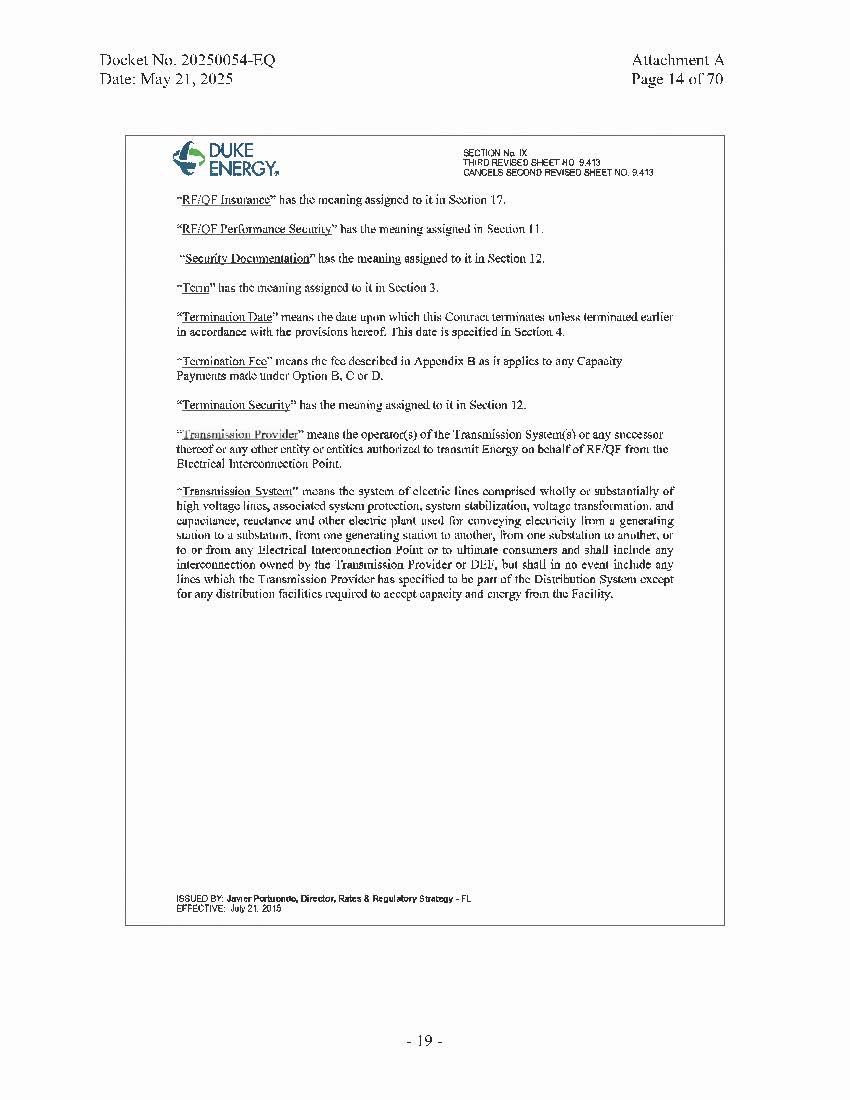 Docket No. 20250054-EQ
Date: May 21, 2025
Attachment A
Page 14 of 70
DUKE
ENERGY®
SECTION No. IX
THIRD REVISED SHEET NO. 9.413
CANCELS SECOND REVISED SHEET NO. 9.413
“RF/QF Insurance” has the meaning assigned to it in Section 17.
“RF/QF Performance Security” has the meaning assigned in Section 11.
“Security Documentation” has the meaning assigned to it in Section 12.
“Term” has the meaning assigned to it in Section 3.
“Termination Date” means the date upon which this Contract terminates unless terminated earlier
in accordance with the provisions hereof. This date is specified in Section 4.
“Termination Fee” means the fee described in Appendix B as it applies to any Capacity
Payments made under Option B, C or D.
“Termination Security” has the meaning assigned to it in Section 12.
“Transmission Provider” means the operator(s) of the Transmission System(s) or any successor
thereof or any other entity or entities authorized to transmit Energy on behalf of RF/QF from the
Electrical Interconnection Point.
“Transmission System” means the system of electric lines comprised wholly or substantially of
high voltage lines, associated system protection, system stabilization, voltage transformation, and
capacitance, reactance and other electric plant used for conveying electricity from a generating
station to a substation, from one generating station to another, from one substation to another, or
to or from any Electrical Interconnection Point or to ultimate consumers and shall include any
interconnection owned by the Transmission Provider or DEF, but shall in no event include any
lines which the Transmission Provider has specified to be part of the Distribution System except
for any distribution facilities required to accept capacity and energy from the Facility.
ISSUED BY: Javier Portuondo, Director, Rates & Regulatory Strategy - FL
EFFECTIVE: July 21, 2015
- 19 -